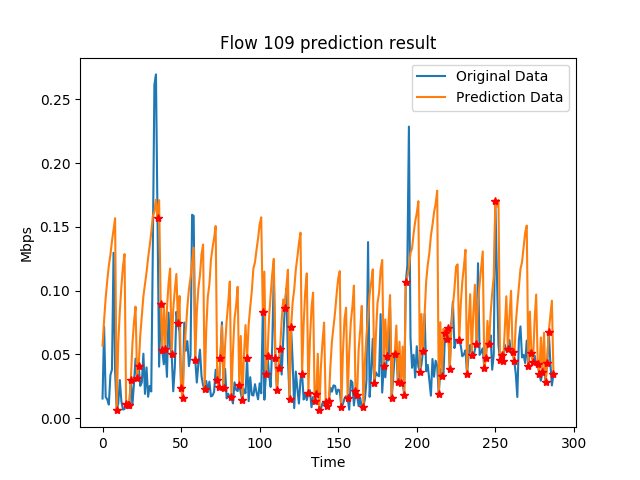 Flow 109 prediction result
Original Data
Prediction Data
Mbps
0.25
0.20
0.15
0.10
0.05
0.00
0 50 100 150 200 250 300
Time